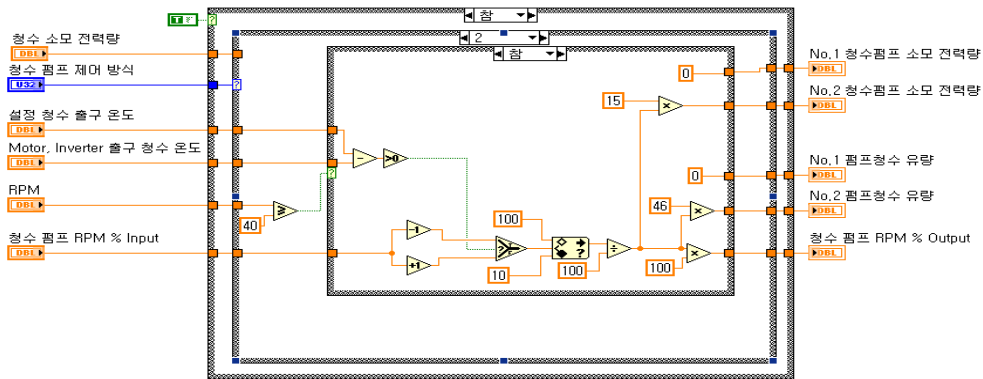 참
T
?
청수 소모 전력량
DBL
2
청수 펌프 제어 방식
U32
?
참
No.1 청수펌프 소모 전력량
0
DBL
No.2 청수펌프 소모 전력량
15
×
DBL
설정 청수 출구 온도
DBL
Motor, Inverter 출구 청수 온도
DBL
-
>0
?
No.1 펌프청수 유량
0
DBL
RPM
DBL
≥
40
No.2 펌프청수 유량
46
×
DBL
청수 펌프 RPM % Input
DBL
-1
+1
100
?
10
?
100
÷
100
×
청수 펌프 RPM % Output
DBL